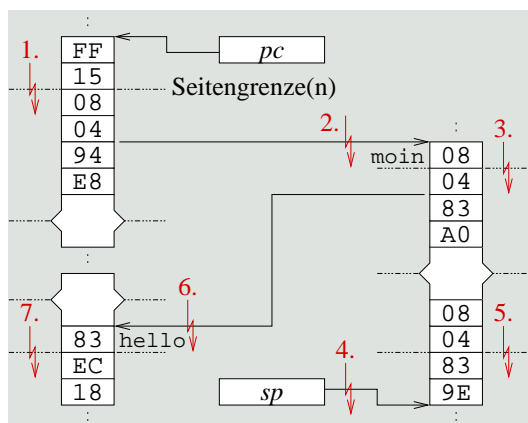 1.
FF
pc
15
Seitengrenze(n)
08
04
2.
3.
94
moin
08
E8
04
83
A0
6.
08
7.
83
hello
04
5.
EC
4.
83
18
sp
9E